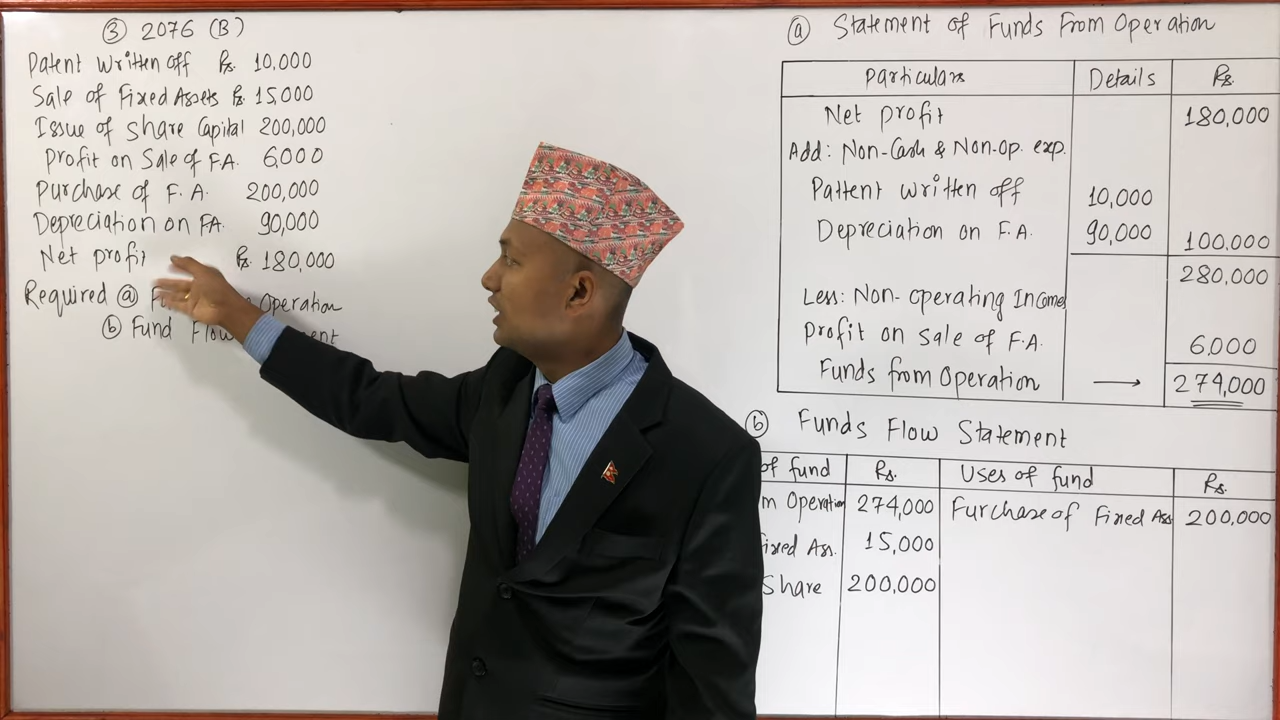 ③ 2076 (B)
Patent Written off Rs. 10,000
Sale of Fixed Assets Rs. 15,000
Issue of Share Capital 200,000
Profit on Sale of F.A. 6,000
Purchase of F.A. 200,000
Depreciation on FA. 90,000
Net profit Rs. 180,000
Required ⓐ Operation
ⓑ Fund Flow
ⓐ Statement of Funds From Operation
Particulars Details Rs.
Net profit 180,000
Add: Non-Cash & Non-Op. exp.
Pattent written off 10,000
Depreciation on F.A. 90,000 100,000
280,000
Less: Non-operating Income
Profit on Sale of F.A. 6,000
Funds from Operation → 274,000
ⓑ Funds Flow Statement
of fund Rs. Uses of fund Rs.
m Operation 274,000 Furchase of Fixed Ass 200,000
Fixed Ass. 15,000
Share 200,000